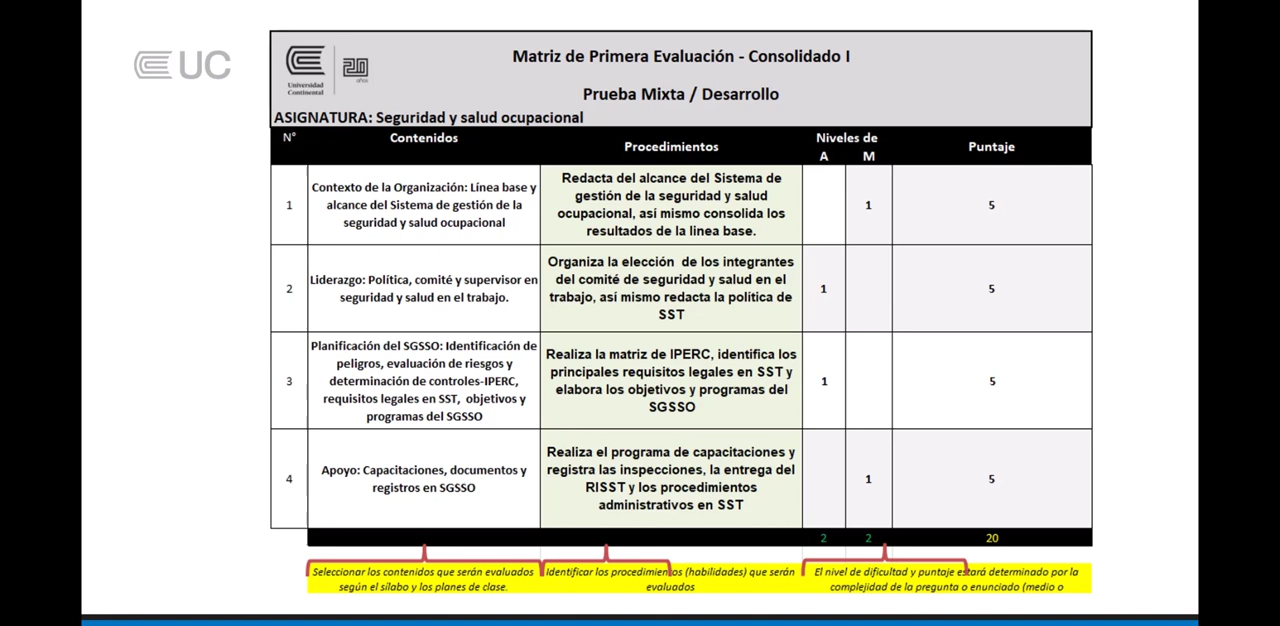 UC
Universidad
Continental
20
años
Matriz de Primera Evaluación - Consolidado I
Prueba Mixta / Desarrollo
ASIGNATURA: Seguridad y salud ocupacional
N°
Contenidos
Procedimientos
Niveles de
A
M
Puntaje
1
Contexto de la Organización: Línea base y
alcance del Sistema de gestión de la
seguridad y salud ocupacional
Redacta del alcance del Sistema de
gestión de la seguridad y salud
ocupacional, así mismo consolida los
resultados de la linea base.
1
5
2
Liderazgo: Política, comité y supervisor en
seguridad y salud en el trabajo.
Organiza la elección de los integrantes
del comité de seguridad y salud en el
trabajo, así mismo redacta la política de
SST
1
5
3
Planificación del SGSSO: Identificación de
peligros, evaluación de riesgos y
determinación de controles-IPERC,
requisitos legales en SST, objetivos y
programas del SGSSO
Realiza la matriz de IPERC, identifica los
principales requisitos legales en SST y
elabora los objetivos y programas del
SGSSO
1
5
4
Apoyo: Capacitaciones, documentos y
registros en SGSSO
Realiza el programa de capacitaciones y
registra las inspecciones, la entrega del
RISST y los procedimientos
administrativos en SST
1
5
2
2
20
Seleccionar los contenidos que serán evaluados
según el sílabo y los planes de clase.
Identificar los procedimientos (habilidades) que serán
evaluados
El nivel de dificultad y puntaje estará determinado por la
complejidad de la pregunta o enunciado (medio o